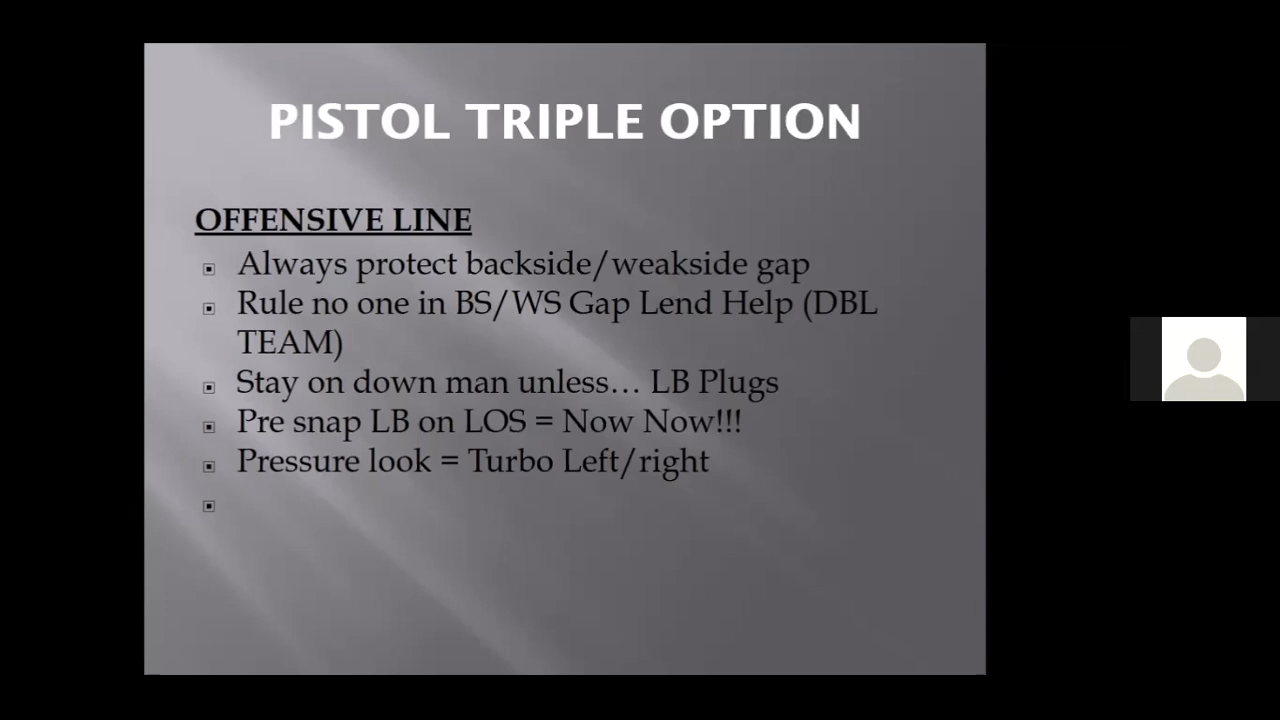 PISTOL TRIPLE OPTION
OFFENSIVE LINE
Always protect backside/weakside gap
Rule no one in BS/WS Gap Lend Help (DBL
TEAM)
Stay on down man unless… LB Plugs
Pre snap LB on LOS = Now Now!!!
Pressure look = Turbo Left/right